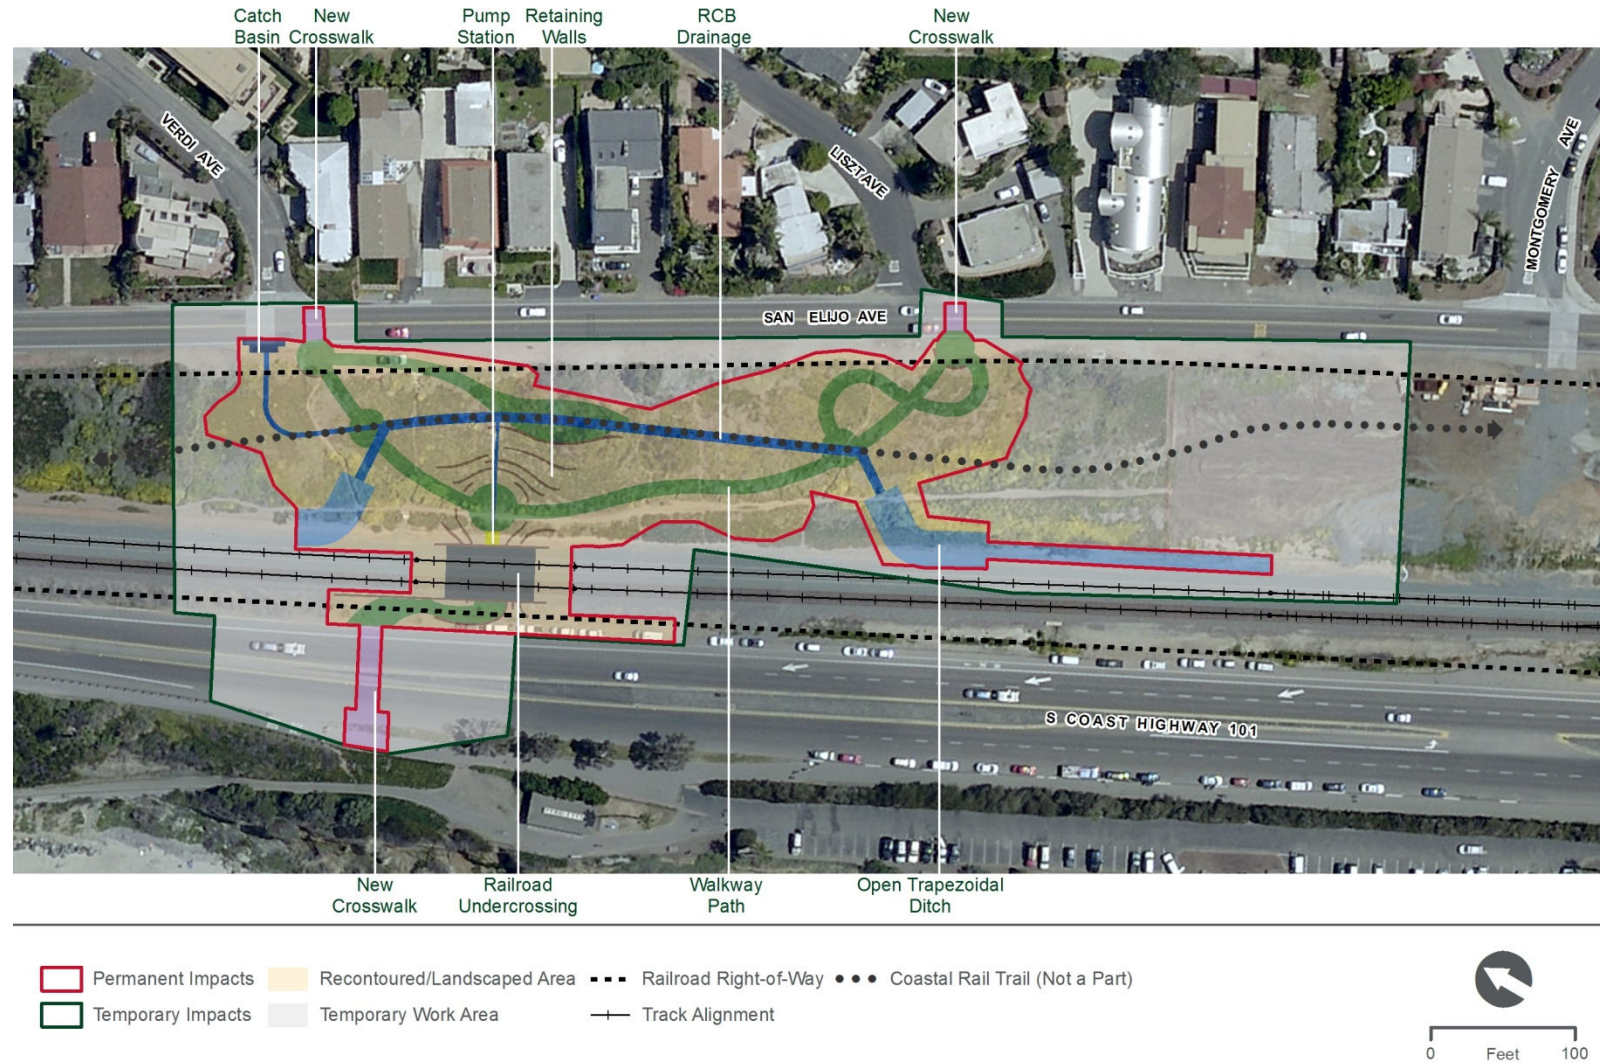 Catch
Basin
New
Crosswalk
Pump
Station
Retaining
Walls
RCB
Drainage
New
Crosswalk
VERDI AVE
LISZT AVE
MONTGOMERY AVE
SAN ELIJO AVE
S COAST HIGHWAY 101
New
Crosswalk
Railroad
Undercrossing
Walkway
Path
Open Trapezoidal
Ditch
Permanent Impacts
Recontoured/Landscaped Area
Railroad Right-of-Way
Coastal Rail Trail (Not a Part)
Temporary Impacts
Temporary Work Area
Track Alignment
0 Feet 100